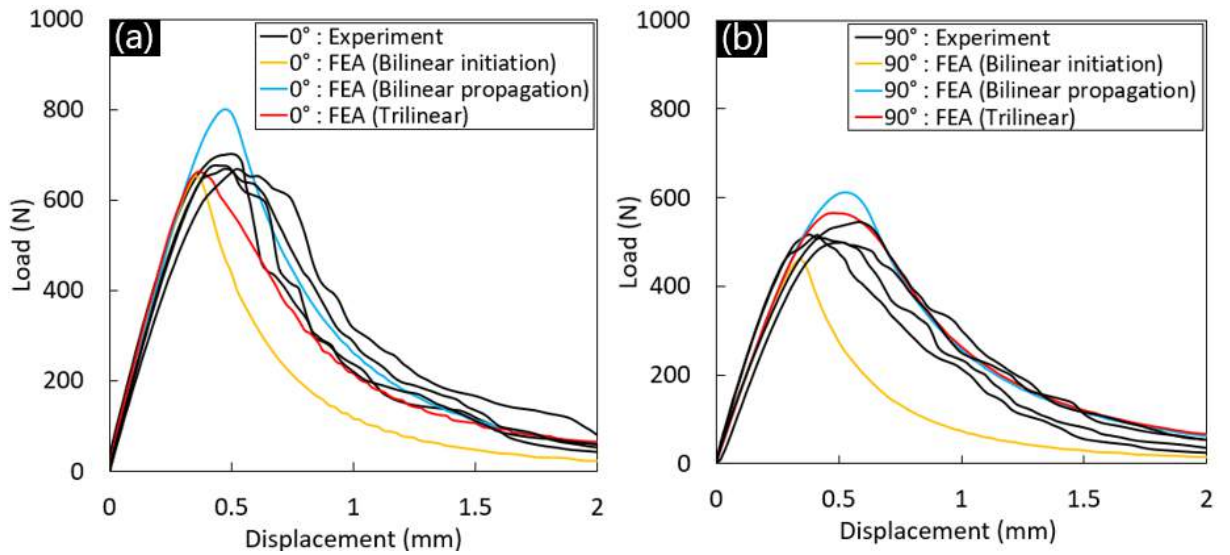 (a)
0° : Experiment
0° : FEA (Bilinear initiation)
0° : FEA (Bilinear propagation)
0° : FEA (Trilinear)
1000
800
600
400
200
0
Load (N)
0 0.5 1 1.5 2
Displacement (mm)
(b)
90° : Experiment
90° : FEA (Bilinear initiation)
90° : FEA (Bilinear propagation)
90° : FEA (Trilinear)
1000
800
600
400
200
0
Load (N)
0 0.5 1 1.5 2
Displacement (mm)